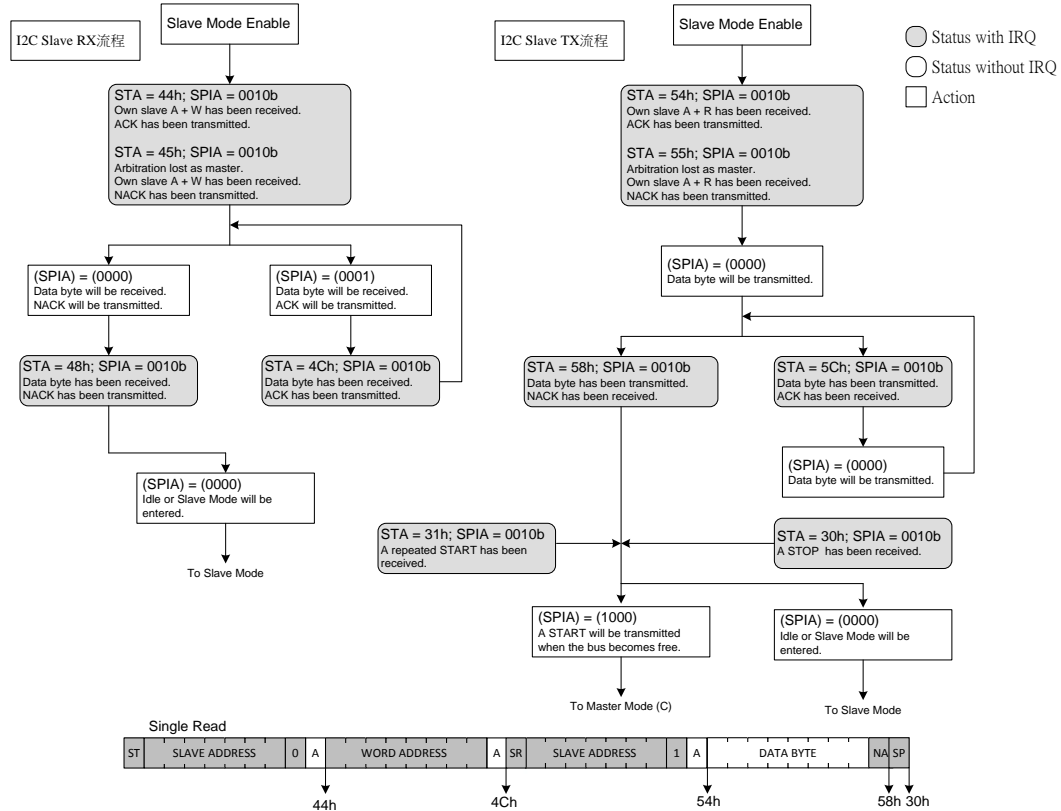 I2C Slave RX流程
Slave Mode Enable
STA = 44h; SPIA = 0010b
Own slave A + W has been received.
ACK has been transmitted.
STA = 45h; SPIA = 0010b
Arbitration lost as master.
Own slave A + W has been received.
NACK has been transmitted.
(SPIA) = (0000)
Data byte will be received.
NACK will be transmitted.
(SPIA) = (0001)
Data byte will be received.
ACK will be transmitted.
STA = 48h; SPIA = 0010b
Data byte has been received.
NACK has been transmitted.
STA = 4Ch; SPIA = 0010b
Data byte has been received.
ACK has been transmitted.
(SPIA) = (0000)
Idle or Slave Mode will be
entered.
To Slave Mode
I2C Slave TX流程
Slave Mode Enable
STA = 54h; SPIA = 0010b
Own slave A + R has been received.
ACK has been transmitted.
STA = 55h; SPIA = 0010b
Arbitration lost as master.
Own slave A + R has been received.
NACK has been transmitted.
(SPIA) = (0000)
Data byte will be transmitted.
STA = 58h; SPIA = 0010b
Data byte has been transmitted.
NACK has been received.
STA = 5Ch; SPIA = 0010b
Data byte has been transmitted.
ACK has been received.
(SPIA) = (0000)
Data byte will be transmitted.
STA = 31h; SPIA = 0010b
A repeated START has been
received.
STA = 30h; SPIA = 0010b
A STOP has been received.
(SPIA) = (1000)
A START will be transmitted
when the bus becomes free.
(SPIA) = (0000)
Idle or Slave Mode will be
entered.
To Master Mode (C)
To Slave Mode
Status with IRQ
Status without IRQ
Action
Single Read
ST SLAVE ADDRESS 0 A WORD ADDRESS A SR SLAVE ADDRESS 1 A DATA BYTE NA SP
44h 4Ch 54h 58h 30h